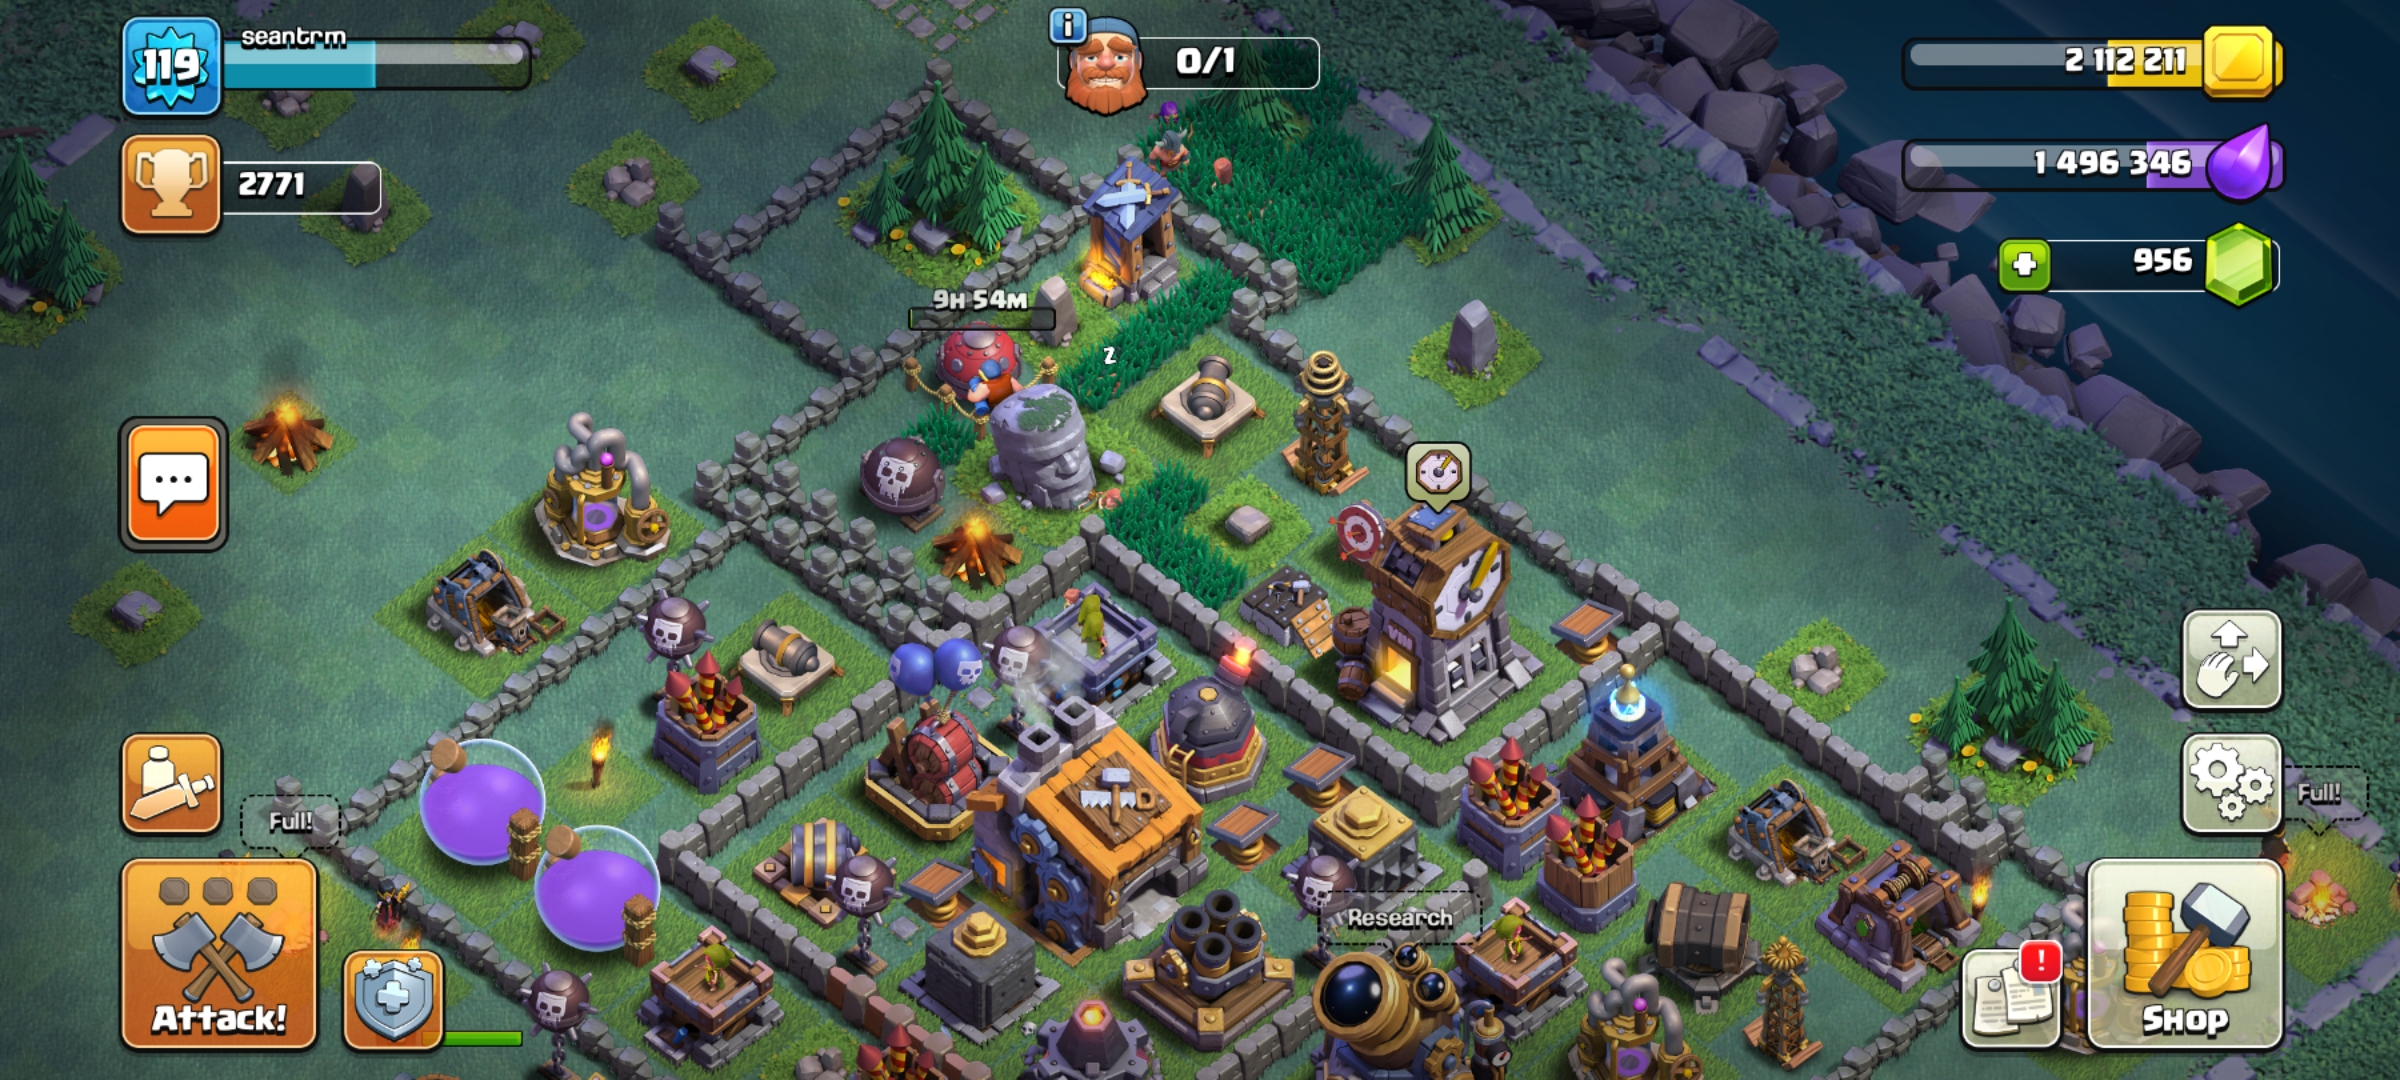 119
seantrm
i
0/1
2 112 211
2771
1 496 346
956
9H 54M
z
VIII
Full!
Full!
Research
Attack!
!
Shop